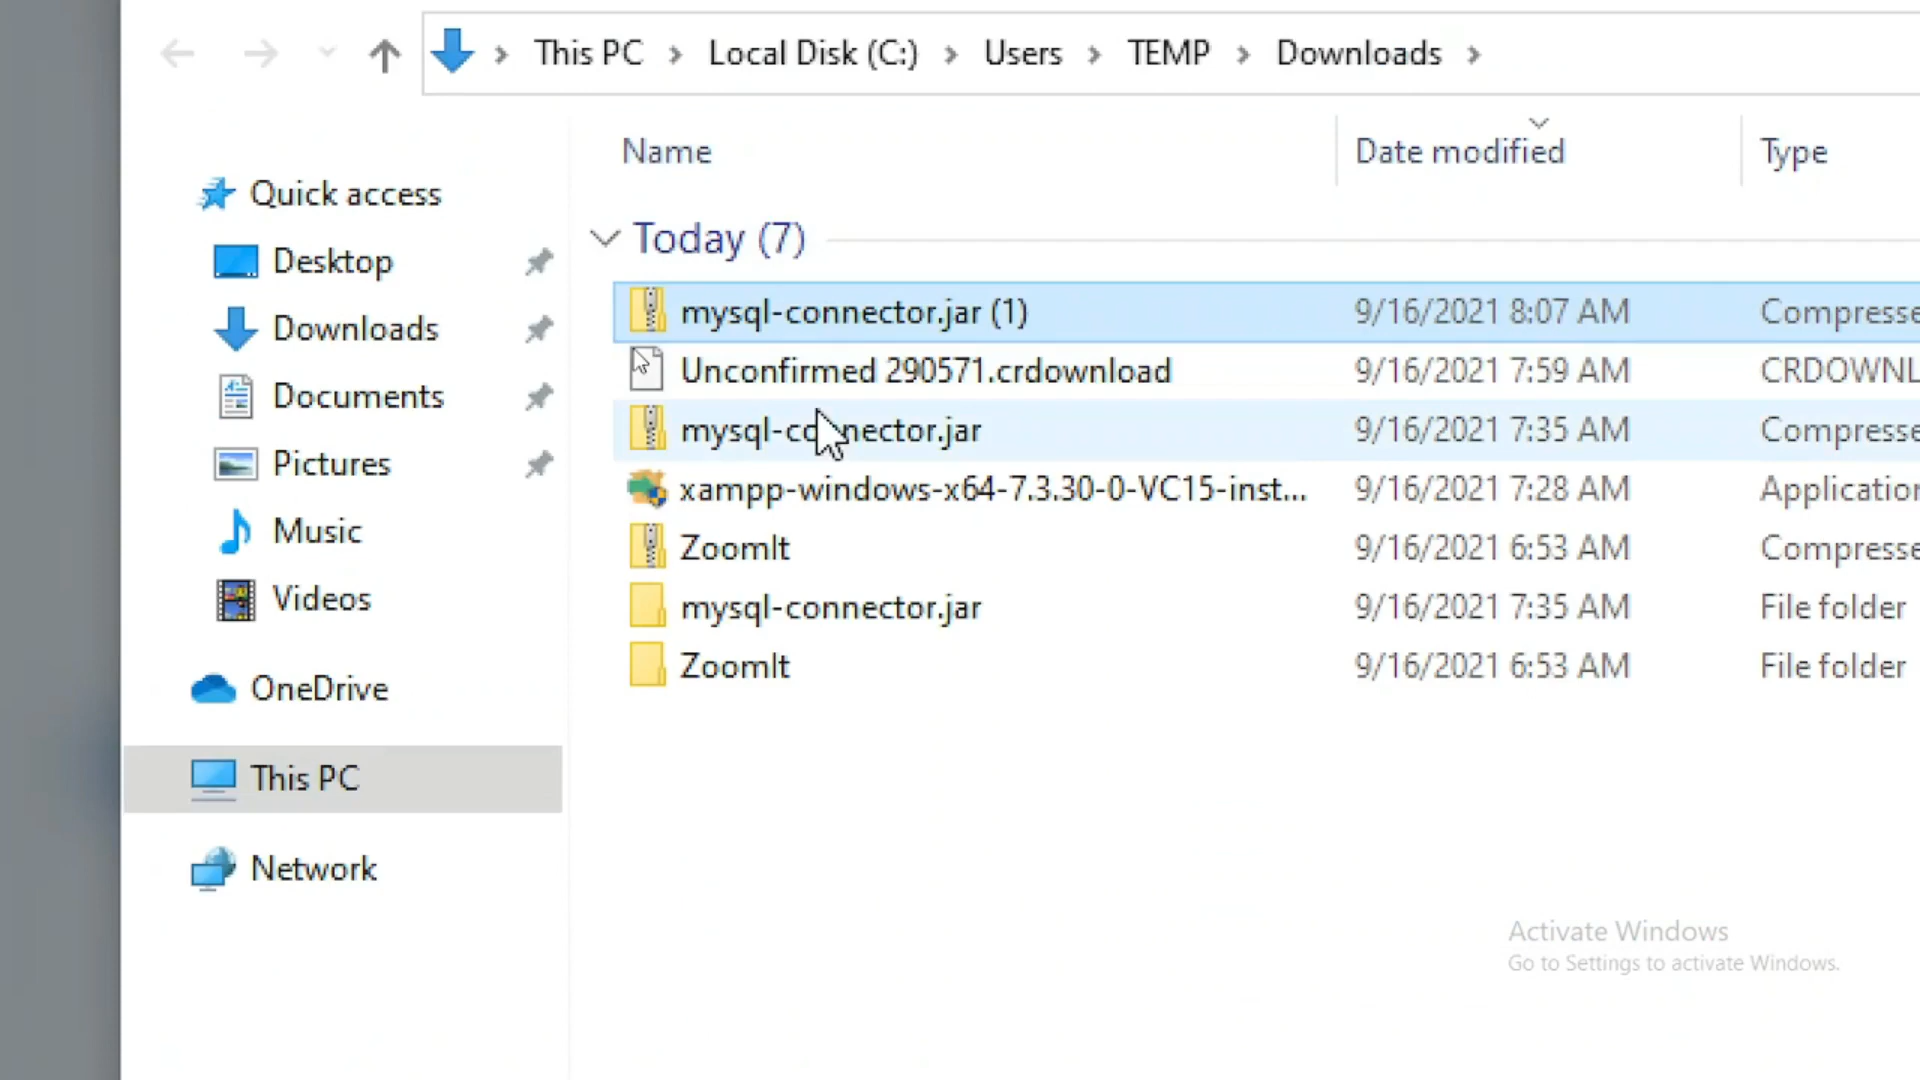 This PC > Local Disk (C:) > Users > TEMP > Downloads >
Name Date modified Type
Quick access
Desktop
Downloads
Documents
Pictures
Music
Videos
OneDrive
This PC
Network
Today (7)
mysql-connector.jar (1) 9/16/2021 8:07 AM Compresse
Unconfirmed 290571.crdownload 9/16/2021 7:59 AM CRDOWNL
mysql-connector.jar 9/16/2021 7:35 AM Compresse
xampp-windows-x64-7.3.30-0-VC15-inst... 9/16/2021 7:28 AM Application
ZoomIt 9/16/2021 6:53 AM Compresse
mysql-connector.jar 9/16/2021 7:35 AM File folder
ZoomIt 9/16/2021 6:53 AM File folder
Activate Windows
Go to Settings to activate Windows.